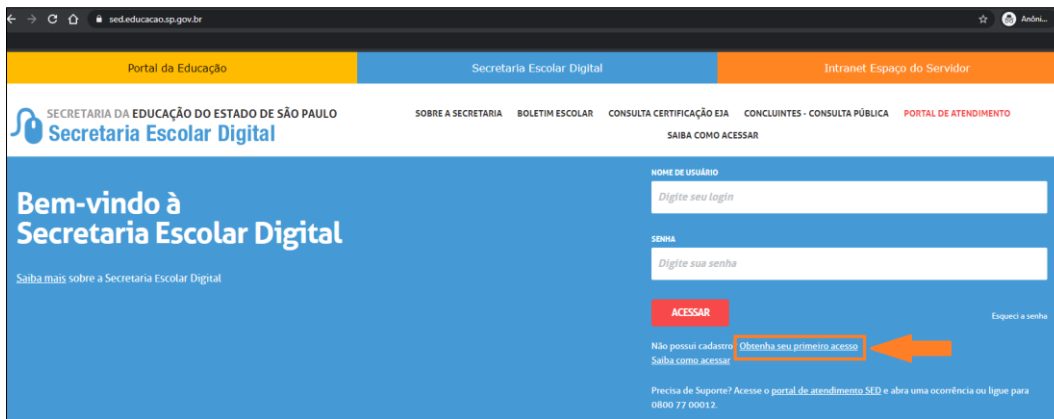 sed.educacao.sp.gov.br
Anôni...
Portal da Educação
Secretaria Escolar Digital
Intranet Espaço do Servidor
SECRETARIA DA EDUCAÇÃO DO ESTADO DE SÃO PAULO
Secretaria Escolar Digital
SOBRE A SECRETARIA BOLETIM ESCOLAR CONSULTA CERTIFICAÇÃO EJA CONCLUINTES - CONSULTA PÚBLICA PORTAL DE ATENDIMENTO
SAIBA COMO ACESSAR
Bem-vindo à
Secretaria Escolar Digital
Saiba mais sobre a Secretaria Escolar Digital
NOME DE USUÁRIO
Digite seu login
SENHA
Digite sua senha
ACESSAR
Esqueci a senha
Não possui cadastro Obtenha seu primeiro acesso
Saiba como acessar
Precisa de Suporte? Acesse o portal de atendimento SED e abra uma ocorrência ou ligue para
0800 77 00012.